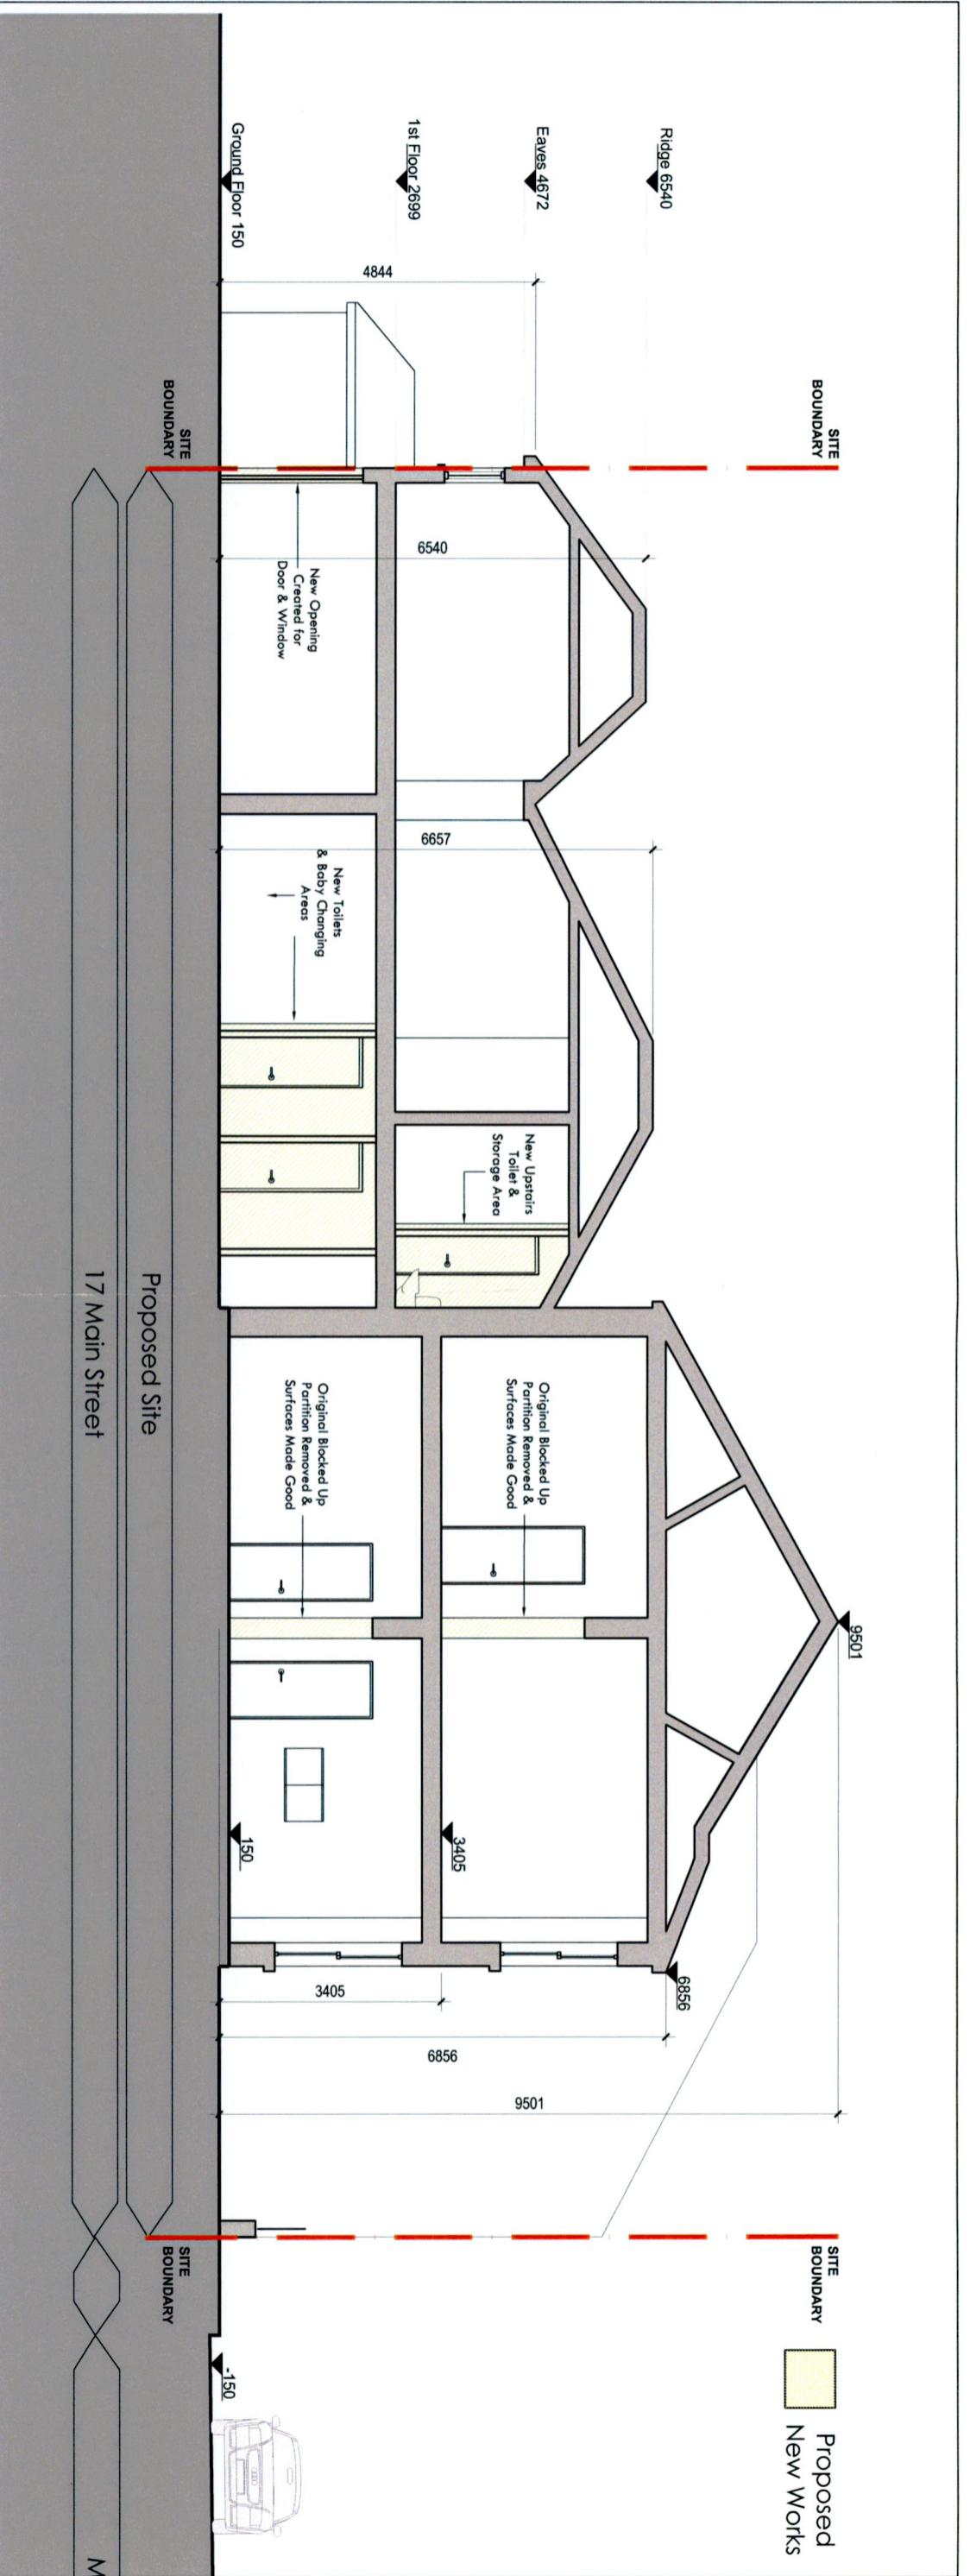 Ridge 6540
Eaves 4672
1st Floor 2699
Ground Floor 150
4844
SITE
BOUNDARY
SITE
BOUNDARY
6540
New Opening
Created for
Door & Window
6657
New Toilets
& Baby Changing
Areas
New Upstairs
Toilet &
Storage Area
Original Blocked Up
Partition Removed &
Surfaces Made Good
Original Blocked Up
Partition Removed &
Surfaces Made Good
9501
3405
150
6856
3405
6856
9501
SITE
BOUNDARY
SITE
BOUNDARY
-150
Proposed
New Works
Proposed Site
17 Main Street
M